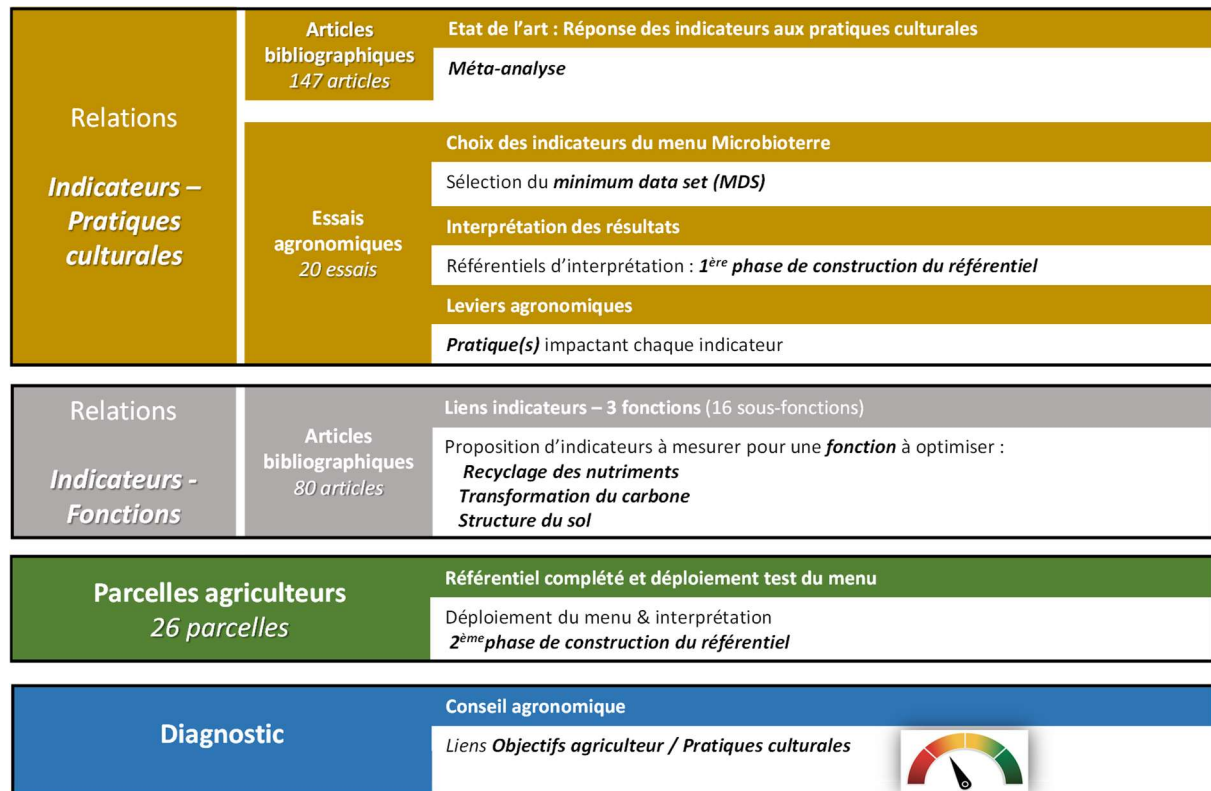 Relations
Indicateurs –
Pratiques
culturales
Articles
bibliographiques
147 articles
Etat de l’art : Réponse des indicateurs aux pratiques culturales
Méta-analyse
Essais
agronomiques
20 essais
Choix des indicateurs du menu Microbioterre
Sélection du minimum data set (MDS)
Interprétation des résultats
Référentiels d’interprétation : 1ère phase de construction du référentiel
Leviers agronomiques
Pratique(s) impactant chaque indicateur
Relations
Indicateurs -
Fonctions
Articles
bibliographiques
80 articles
Liens indicateurs – 3 fonctions (16 sous-fonctions)
Proposition d’indicateurs à mesurer pour une fonction à optimiser :
Recyclage des nutriments
Transformation du carbone
Structure du sol
Parcelles agriculteurs
26 parcelles
Référentiel complété et déploiement test du menu
Déploiement du menu & interprétation
2ème phase de construction du référentiel
Diagnostic
Conseil agronomique
Liens Objectifs agriculteur / Pratiques culturales